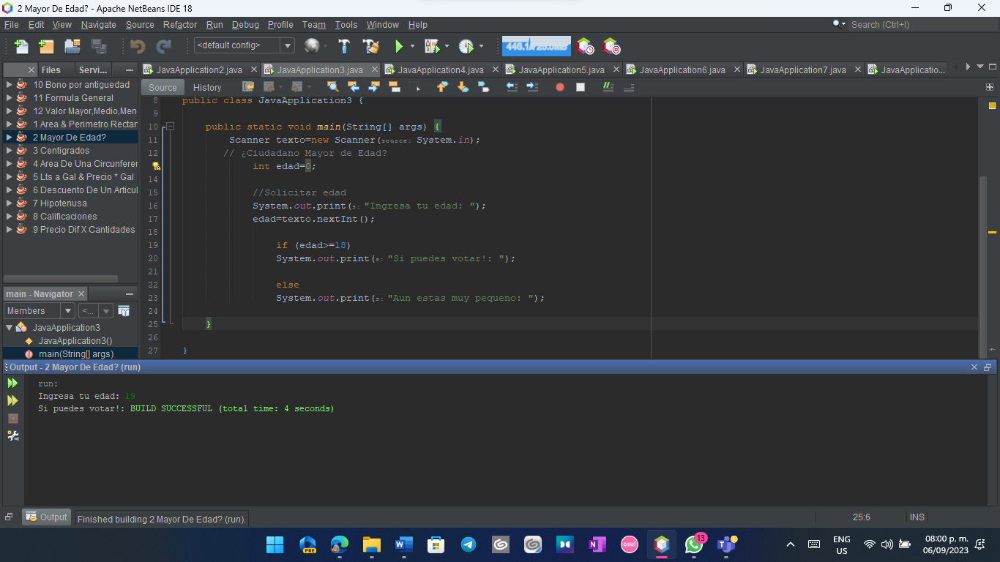 2 Mayor De Edad? - Apache NetBeans IDE 18
File Edit View Navigate Source Refactor Run Debug Profile Team Tools Window Help
Search (Ctrl+I)
<default config>
Files Servi...
JavaApplication2.java JavaApplication3.java JavaApplication4.java JavaApplication5.java JavaApplication6.java JavaApplication7.java JavaApplicatio...
Source History
10 Bono por antiguedad
11 Formula General
12 Valor Mayor,Medio,Men
1 Area & Perimetro Rectar
2 Mayor De Edad?
3 Centigrados
4 Area De Una Circunferer
5 Lts a Gal & Precio * Gal
6 Descuento De Un Articul
7 Hipotenusa
8 Calificaciones
9 Precio Dif X Cantidades
main - Navigator
Members <...
JavaApplication3
JavaApplication3()
main(String[] args)
8 public class JavaApplication3 {
9
10 public static void main(String[] args) {
11 Scanner texto=new Scanner(source: System.in);
12 // ¿Ciudadano Mayor de Edad?
int edad=0;
14
15 //Solicitar edad
16 System.out.print(s: "Ingresa tu edad: ");
17 edad=texto.nextInt();
18
19 if (edad>=18)
20 System.out.print(s: "Si puedes votar!: ");
21
22 else
23 System.out.print(s: "Aun estas muy pequeno: ");
24
25 }
26
27 }
Output - 2 Mayor De Edad? (run)
run:
Ingresa tu edad: 19
Si puedes votar!: BUILD SUCCESSFUL (total time: 4 seconds)
Output
Finished building 2 Mayor De Edad? (run).
25:6 INS
PRE
osu!
13
ENG
US
08:00 p. m.
06/09/2023